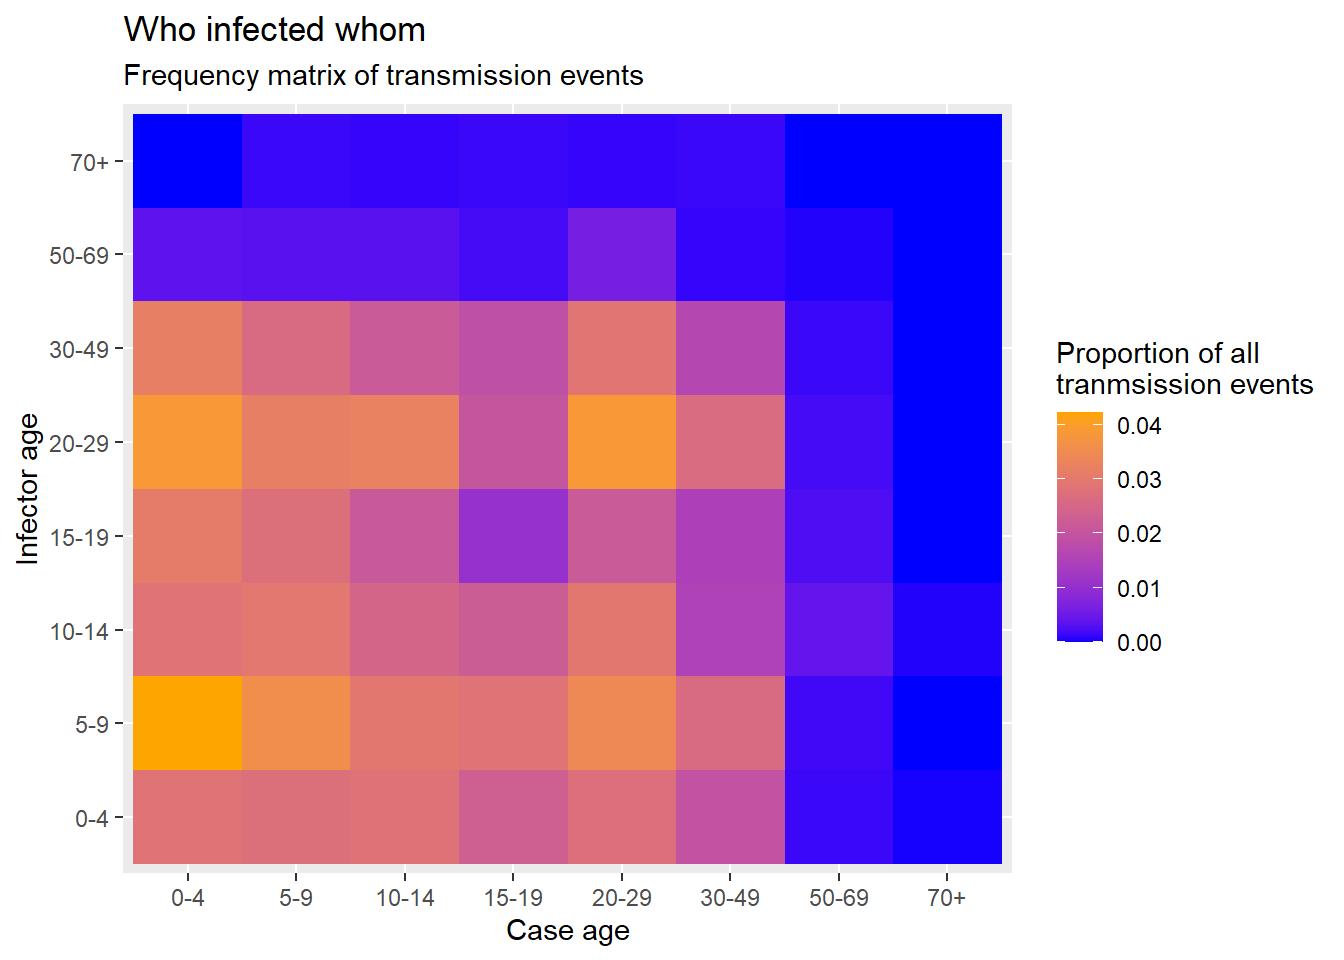 Who infected whom
Frequency matrix of transmission events
70+
50-69
30-49
20-29
15-19
10-14
5-9
0-4
Infector age
0-4 5-9 10-14 15-19 20-29 30-49 50-69 70+
Case age
Proportion of all
tranmsission events
0.04
0.03
0.02
0.01
0.00